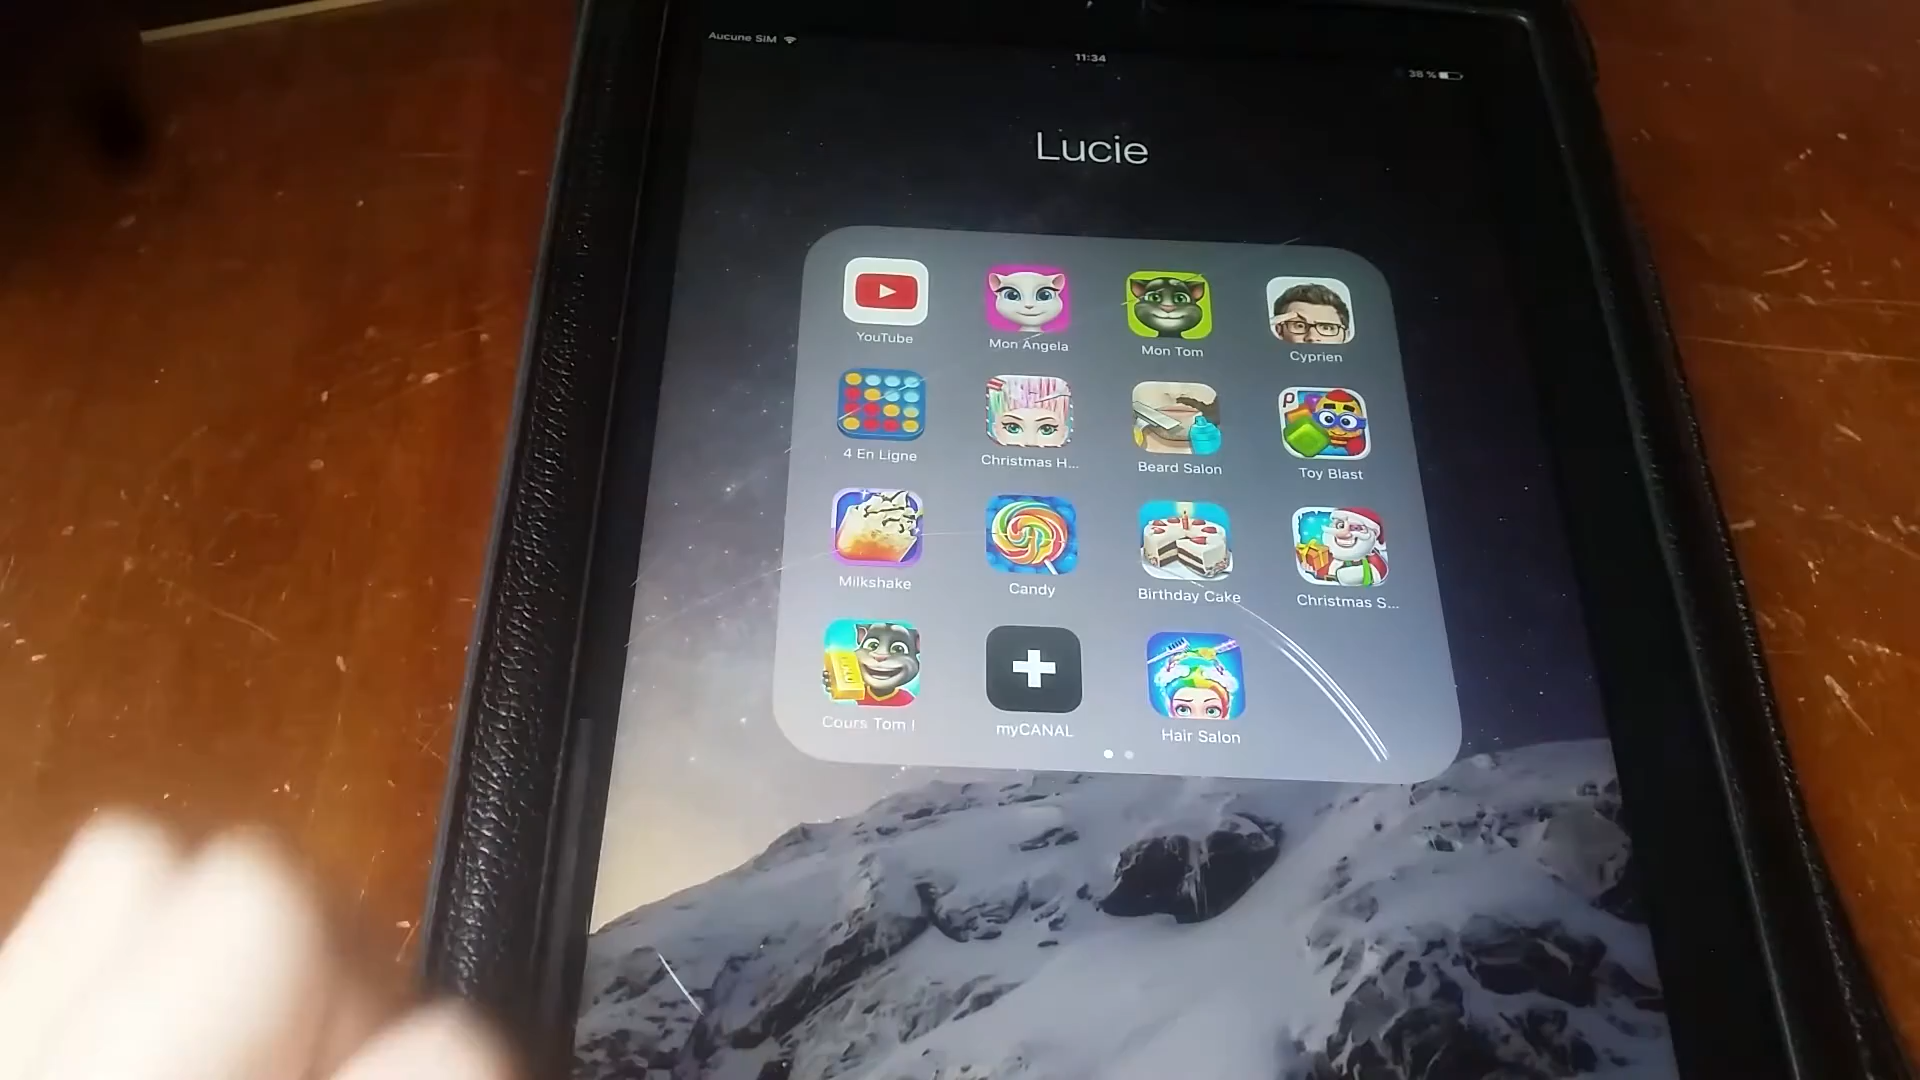 Aucune SIM
11:34
38 %
Lucie
YouTube
Mon Angela
Mon Tom
Cyprien
4 En Ligne
Christmas H...
Beard Salon
Toy Blast
Milkshake
Candy
Birthday Cake
Christmas S...
Cours Tom !
myCANAL
Hair Salon